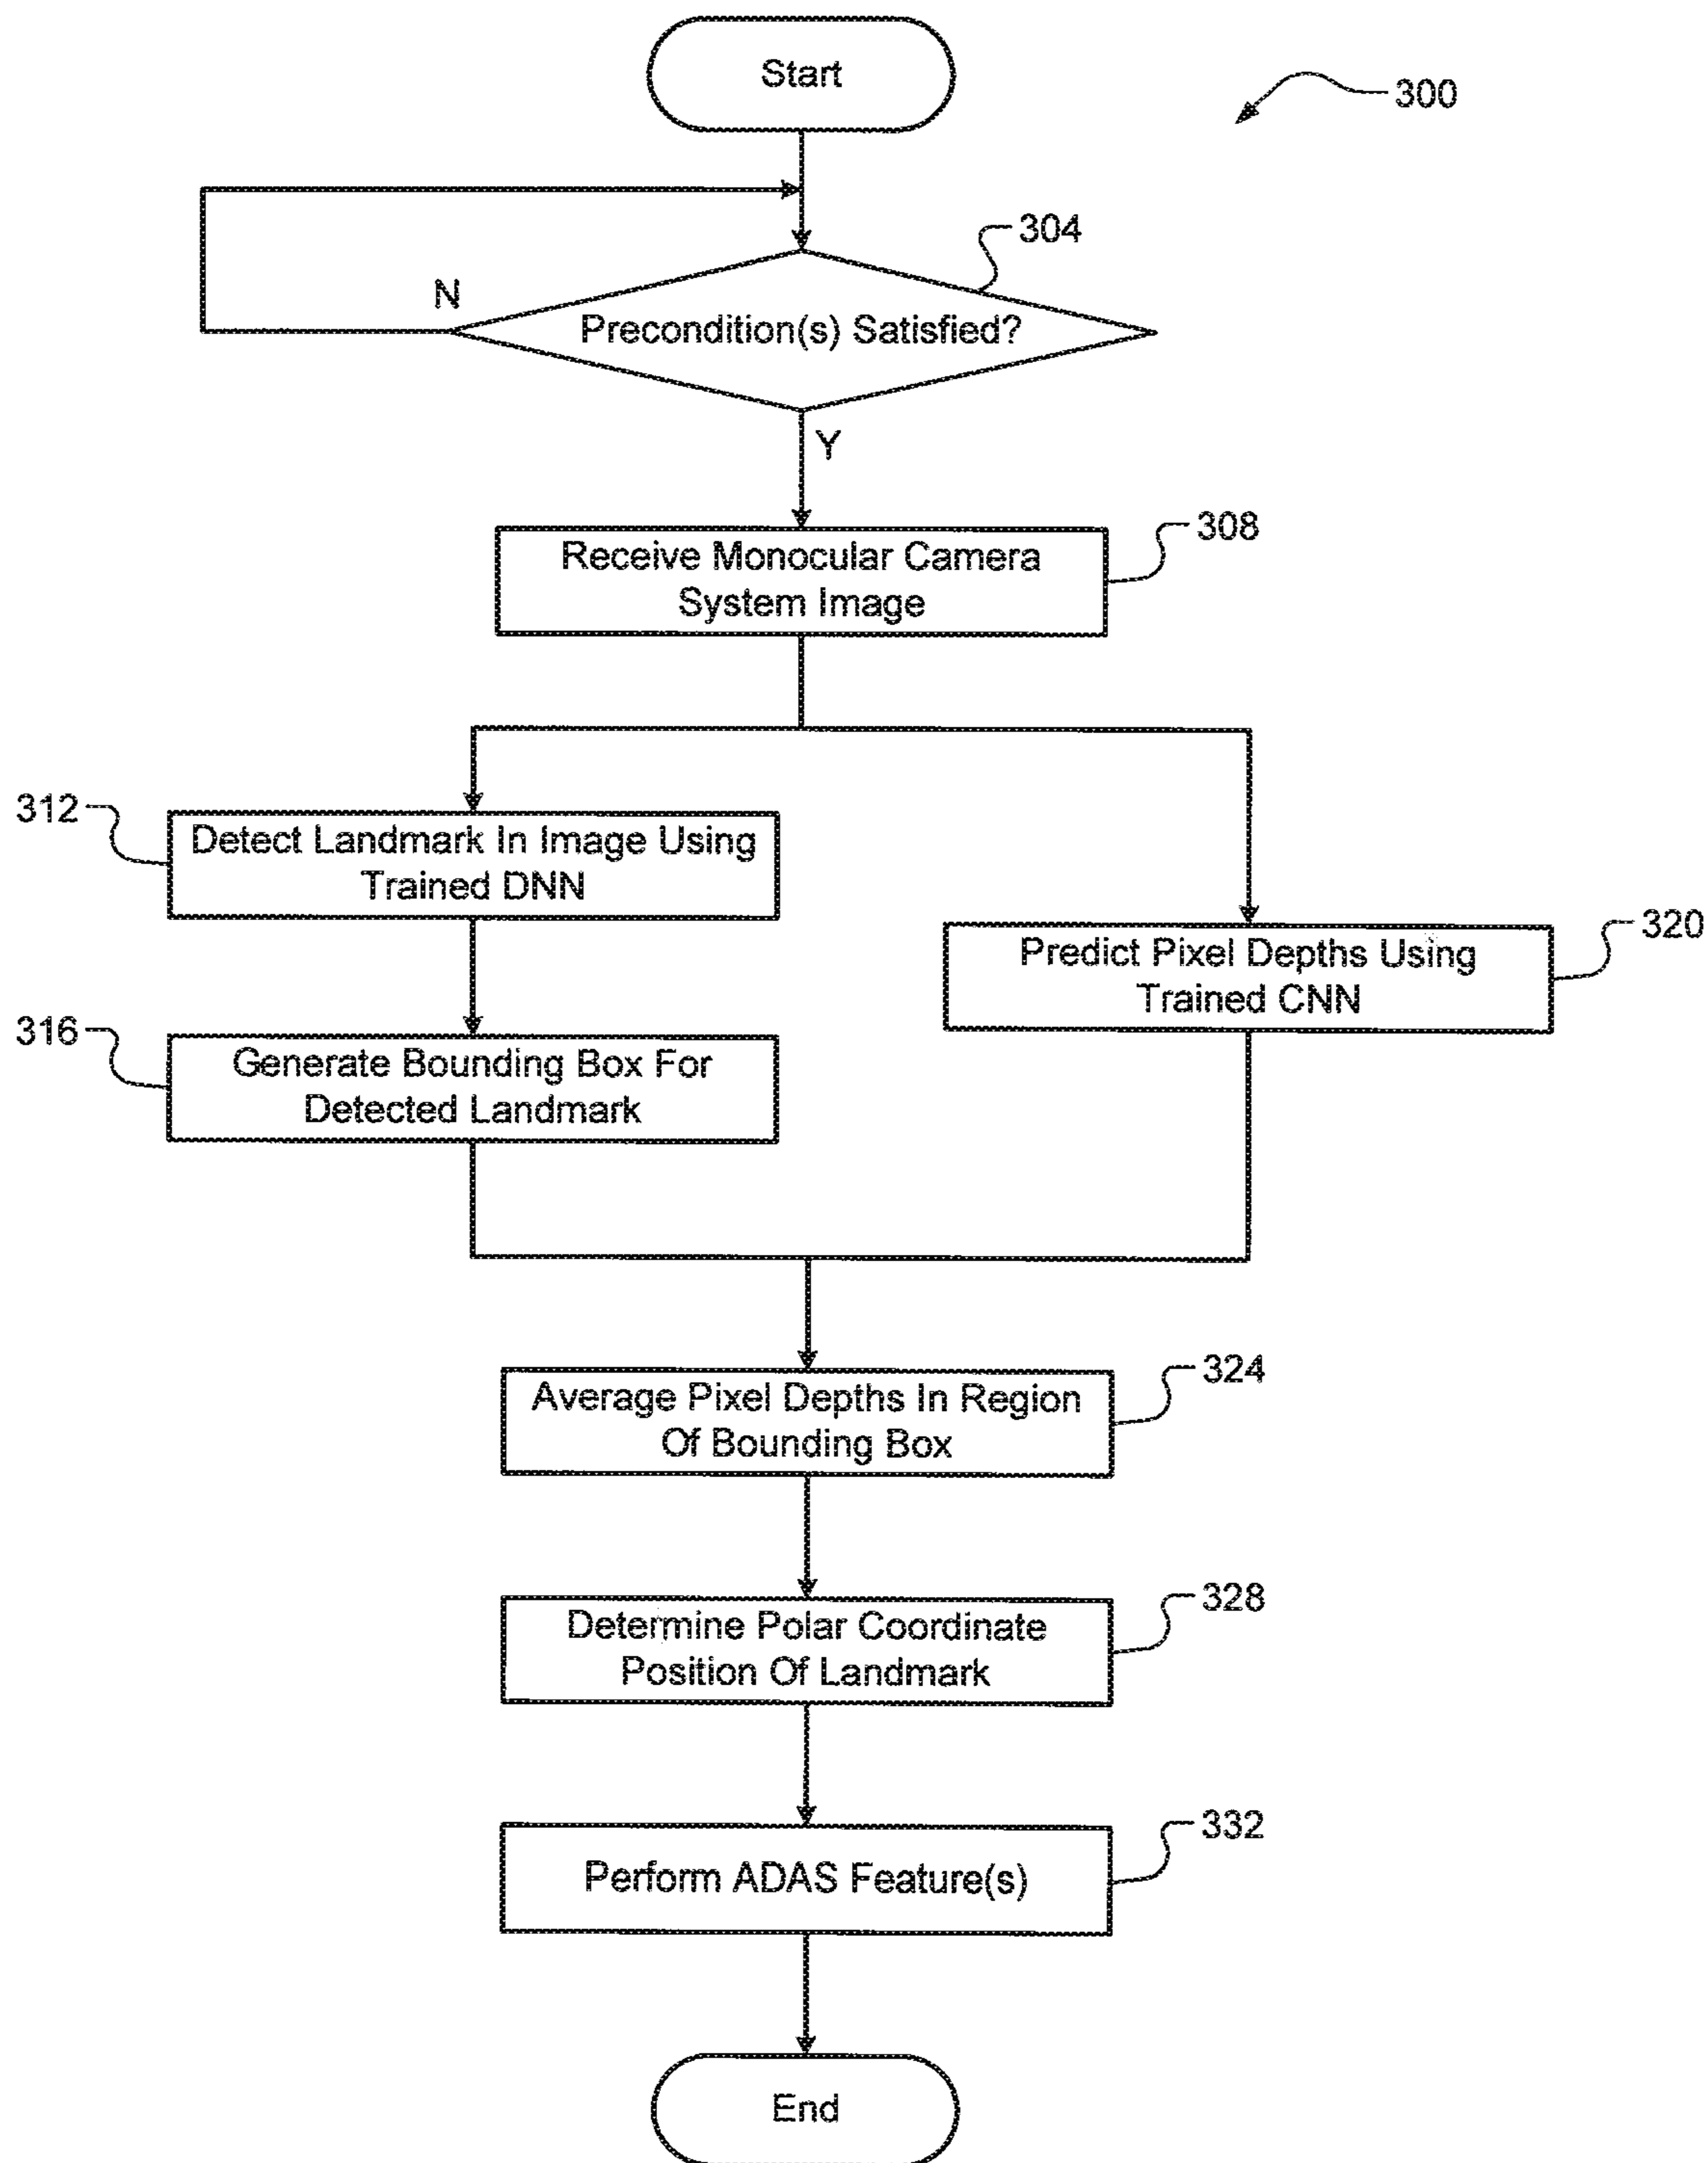 Start
300
304
N
Precondition(s) Satisfied?
Y
308
Receive Monocular Camera
System Image
312
Detect Landmark In Image Using
Trained DNN
320
Predict Pixel Depths Using
Trained CNN
316
Generate Bounding Box For
Detected Landmark
324
Average Pixel Depths In Region
Of Bounding Box
328
Determine Polar Coordinate
Position Of Landmark
332
Perform ADAS Feature(s)
End